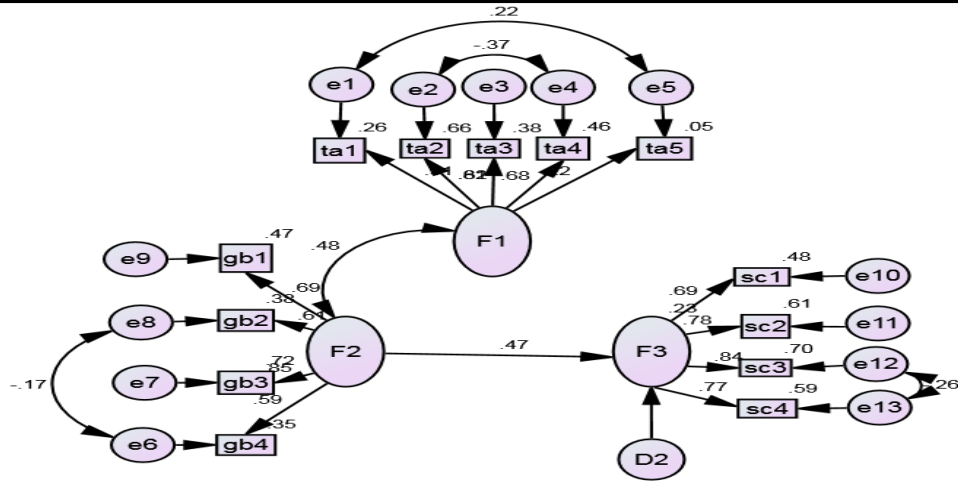 .22
-.37
e1
e2
e3
e4
e5
.26
.66
.38
.46
.05
ta1
ta2
ta3
ta4
ta5
.68
F1
.48
e9
.47
gb1
.69
.38
e8
gb2
.61
F2
-.17
e7
.72
gb3
.85
.59
e6
.35
gb4
.47
F3
.23
.69
.48
sc1
e10
.78
.61
sc2
e11
.84
.70
sc3
e12
.77
.59
sc4
e13
D2